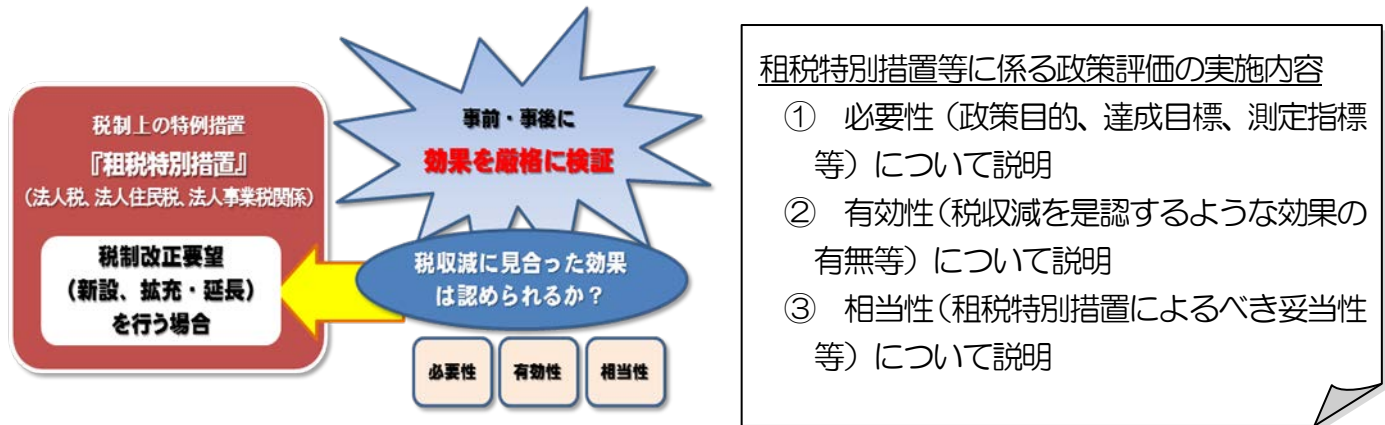 税制上の特例措置
『租税特別措置』
(法人税、法人住民税、法人事業税関係)
税制改正要望
(新設、拡充・延長)
を行う場合
事前・事後に
効果を厳格に検証
税収減に見合った効果
は認められるか？
必要性
有効性
相当性
租税特別措置等に係る政策評価の実施内容
① 必要性（政策目的、達成目標、測定指標
等）について説明
② 有効性（税収減を是認するような効果の
有無等）について説明
③ 相当性（租税特別措置によるべき妥当性
等）について説明